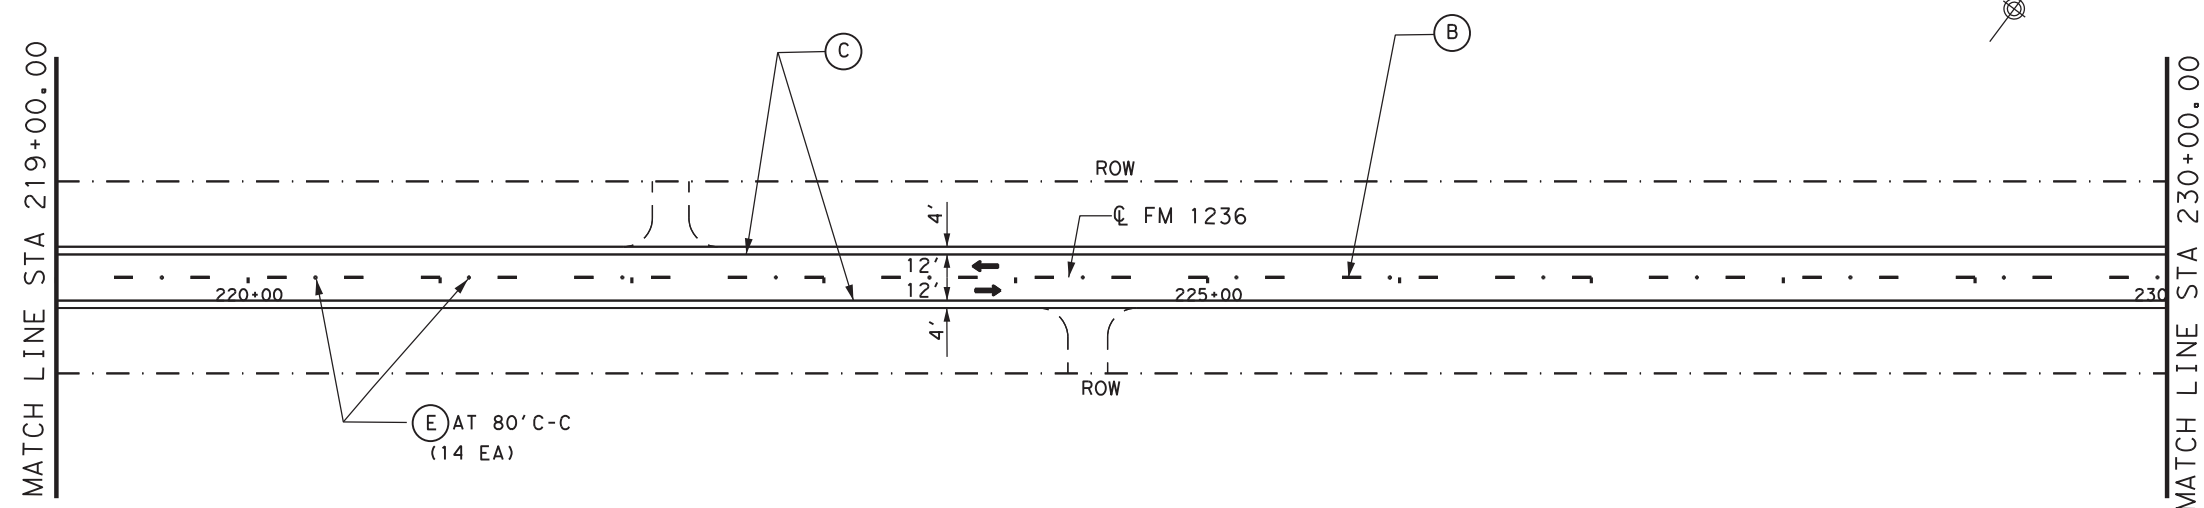 MATCH LINE STA 219+00.00
C
B
ROW
4'
℄ FM 1236
12'
12'
220+00
225+00
230
4'
ROW
E AT 80' C-C
(14 EA)
MATCH LINE STA 230+00.00